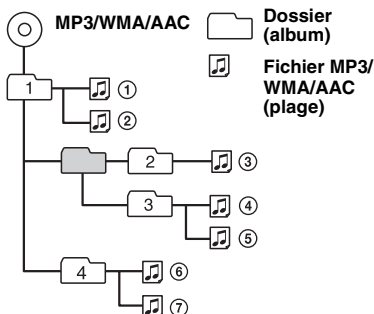 MP3/WMA/AAC
Dossier
(album)
Fichier MP3/
WMA/AAC
(plage)
1
①
②
2
③
3
④
⑤
4
⑥
⑦